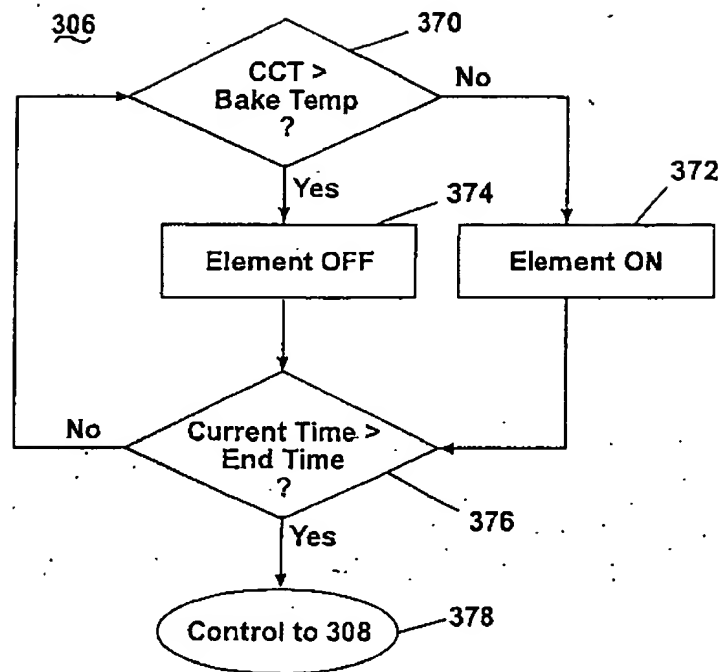 306
370
CCT >
Bake Temp
?
No
Yes
374
372
Element OFF
Element ON
No
Current Time >
End Time
?
376
Yes
Control to 308
378